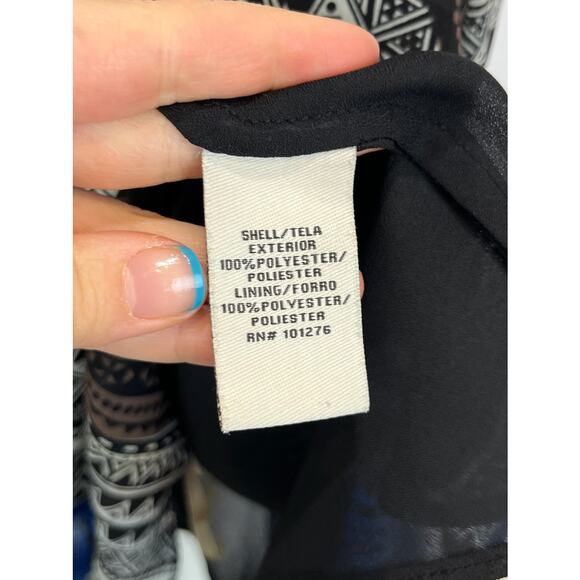 SHELL/TELA
EXTERIOR
100%POLYESTER/
POLIESTER
LINING/FORRO
100%POLYESTER/
POLIESTER
RN# 101276